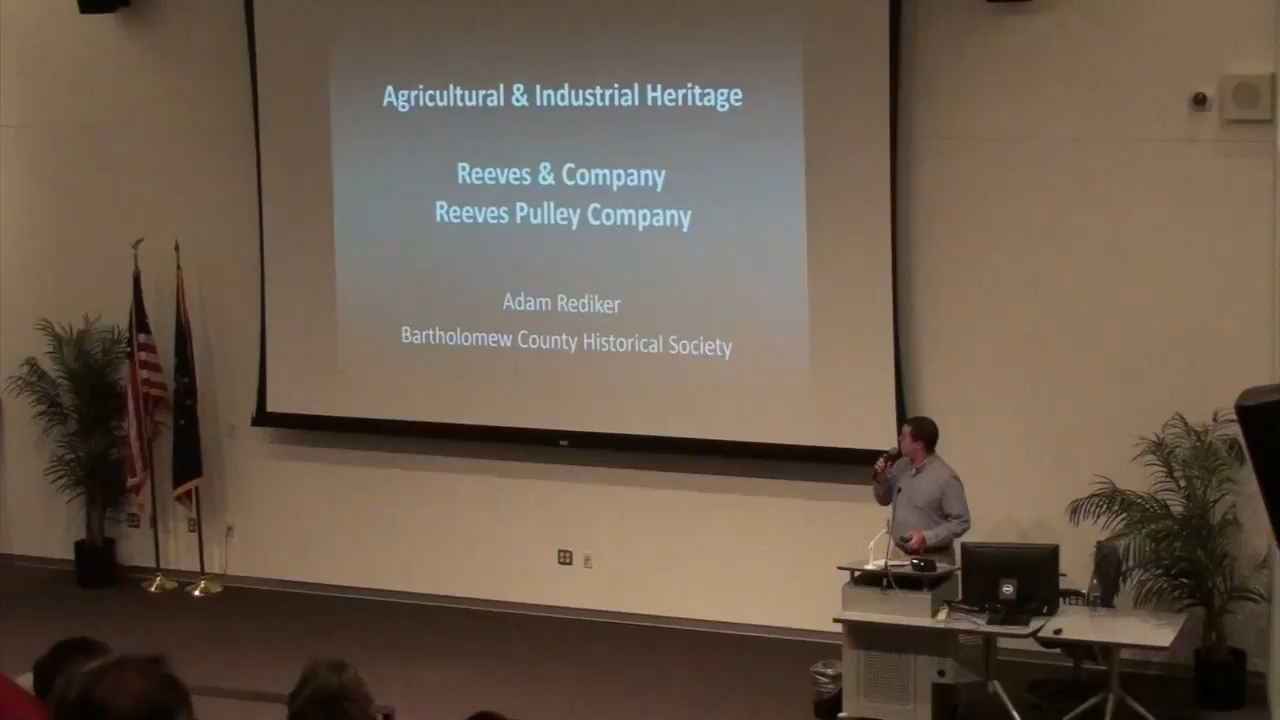 Agricultural & Industrial Heritage
Reeves & Company
Reeves Pulley Company
Adam Rediker
Bartholomew County Historical Society